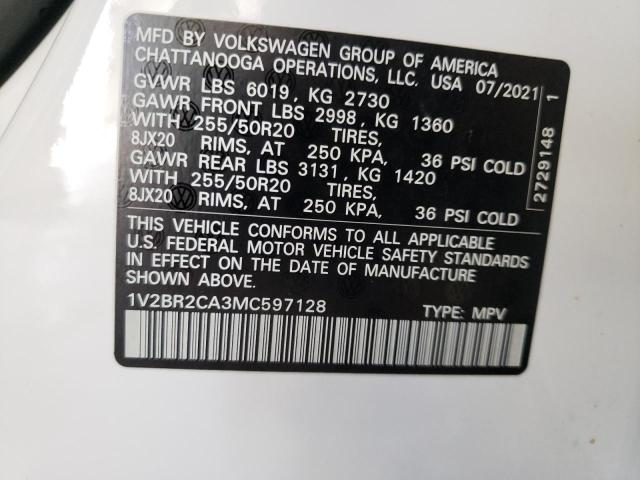 MFD BY VOLKSWAGEN GROUP OF AMERICA
CHATTANOOGA OPERATIONS, LLC. USA 07/2021
GVWR LBS 6019, KG 2730
GAWR FRONT LBS 2998, KG 1360
WITH 255/50R20 TIRES,
8JX20 RIMS, AT 250 KPA, 36 PSI COLD
GAWR REAR LBS 3131, KG 1420
WITH 255/50R20 TIRES,
8JX20 RIMS, AT 250 KPA, 36 PSI COLD
THIS VEHICLE CONFORMS TO ALL APPLICABLE
U.S. FEDERAL MOTOR VEHICLE SAFETY STANDARDS
IN EFFECT ON THE DATE OF MANUFACTURE
SHOWN ABOVE.
1V2BR2CA3MC597128 TYPE: MPV
2729148 1